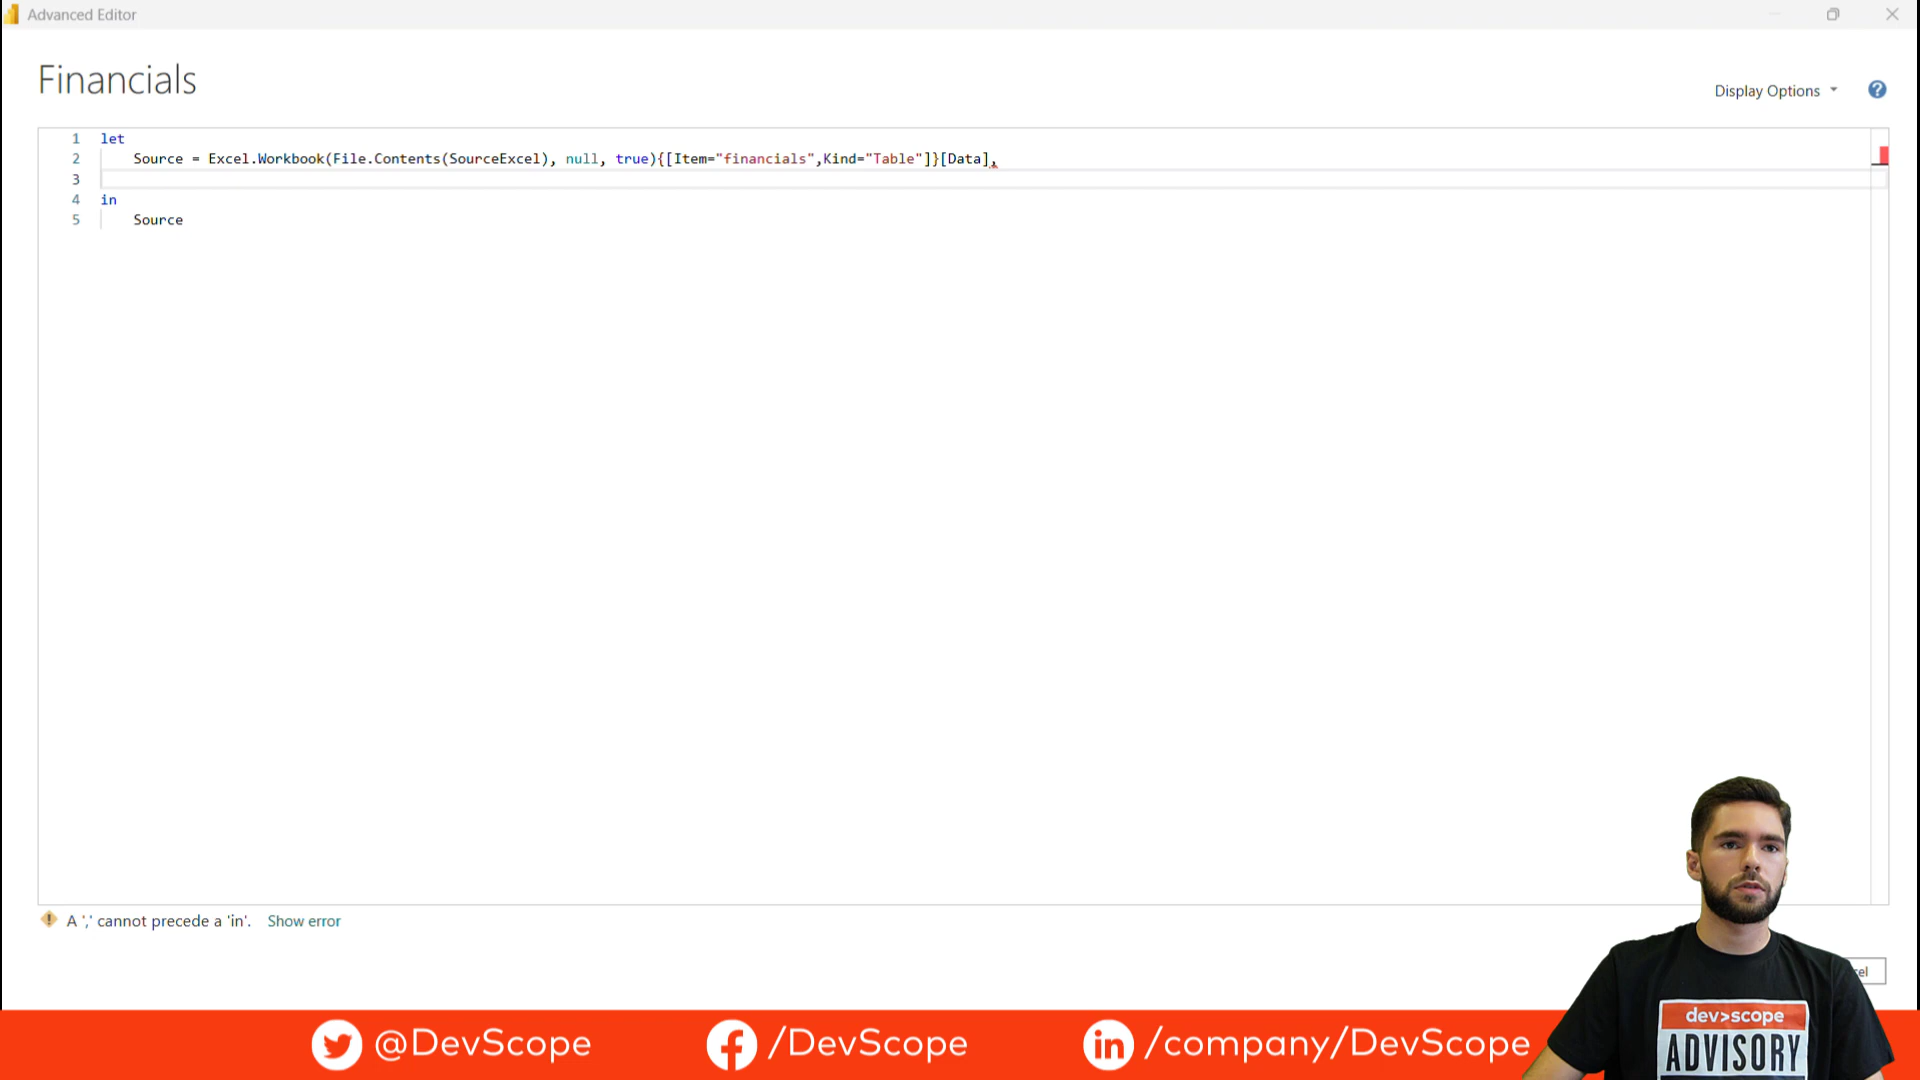 Advanced Editor
Financials
Display Options
?
1 let
2 Source = Excel.Workbook(File.Contents(SourceExcel), null, true){[Item="financials",Kind="Table"]}[Data],
3
4 in
5 Source
A ',' cannot precede a 'in'. Show error
cel
@DevScope
/DevScope
in /company/DevScope
dev>scope
ADVISORY